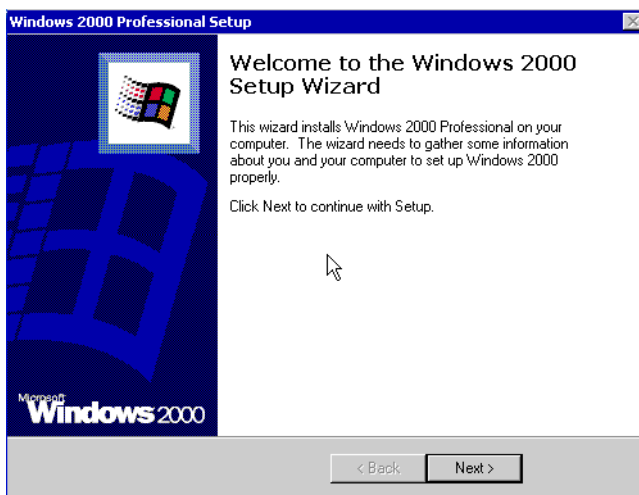 Windows 2000 Professional Setup
Welcome to the Windows 2000
Setup Wizard
This wizard installs Windows 2000 Professional on your
computer. The wizard needs to gather some information
about you and your computer to set up Windows 2000
properly.
Click Next to continue with Setup.
Microsoft
Windows 2000
< Back
Next >